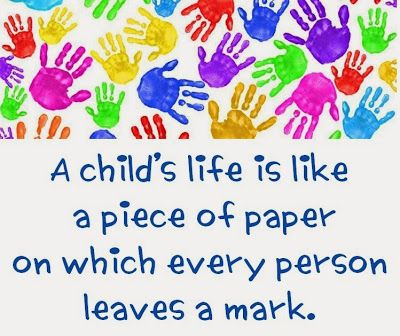 A child's life is like
a piece of paper
on which every person
leaves a mark.